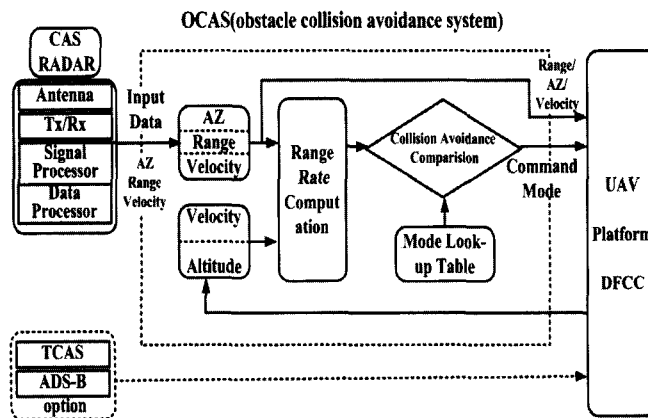 OCAS(obstacle collision avoidance system)
CAS
RADAR
Antenna
Tx/Rx
Signal
Processor
Data
Processor
Input
Data
AZ
Range
Velocity
AZ
Range
Velocity
Velocity
Altitude
Range
Rate
Comput
ation
Collision Avoidance
Comparision
Mode Look-
up Table
Range/
AZ/
Velocity
Command
Mode
UAV
Platform
DFCC
TCAS
ADS-B
option